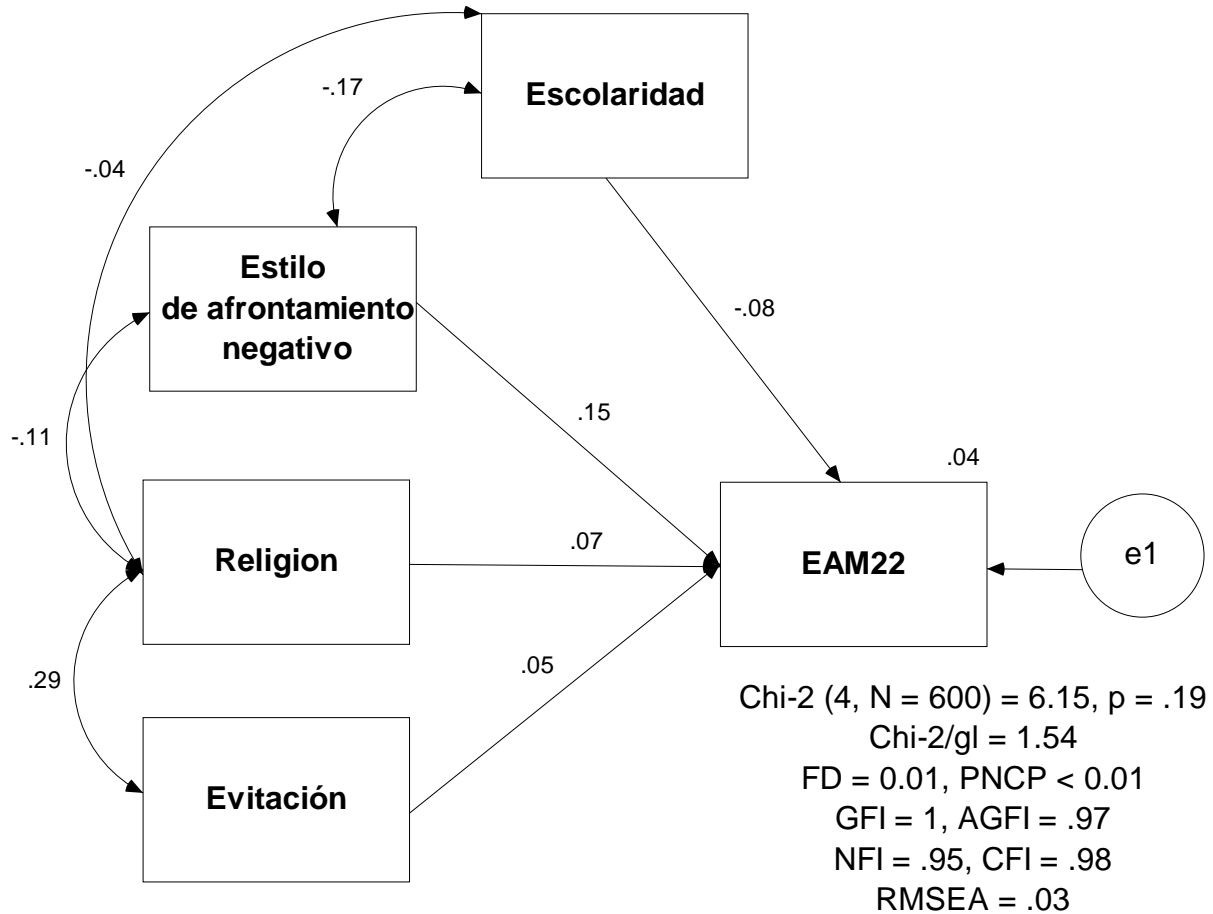 Escolaridad
-.17
-.04
Estilo
de afrontamiento
negativo
-.08
.15
-.11
.04
Religion
.07
EAM22
e1
.05
.29
Evitación
Chi-2 (4, N = 600) = 6.15, p = .19
Chi-2/gl = 1.54
FD = 0.01, PNCP < 0.01
GFI = 1, AGFI = .97
NFI = .95, CFI = .98
RMSEA = .03